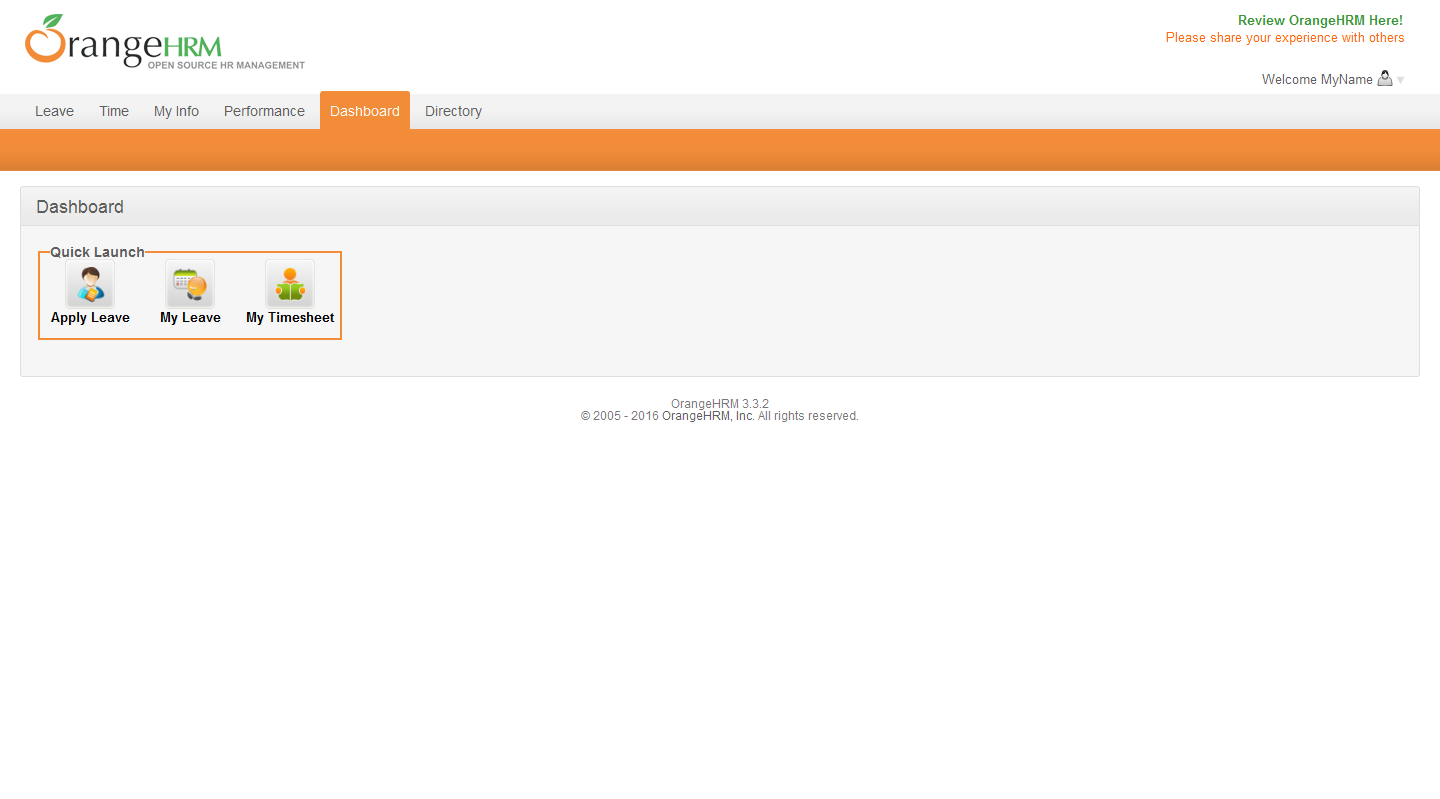 OrangeHRM
OPEN SOURCE HR MANAGEMENT
Review OrangeHRM Here!
Please share your experience with others
Welcome MyName
Leave Time My Info Performance Dashboard Directory
Dashboard
Quick Launch
Apply Leave My Leave My Timesheet
OrangeHRM 3.3.2
© 2005 - 2016 OrangeHRM, Inc. All rights reserved.